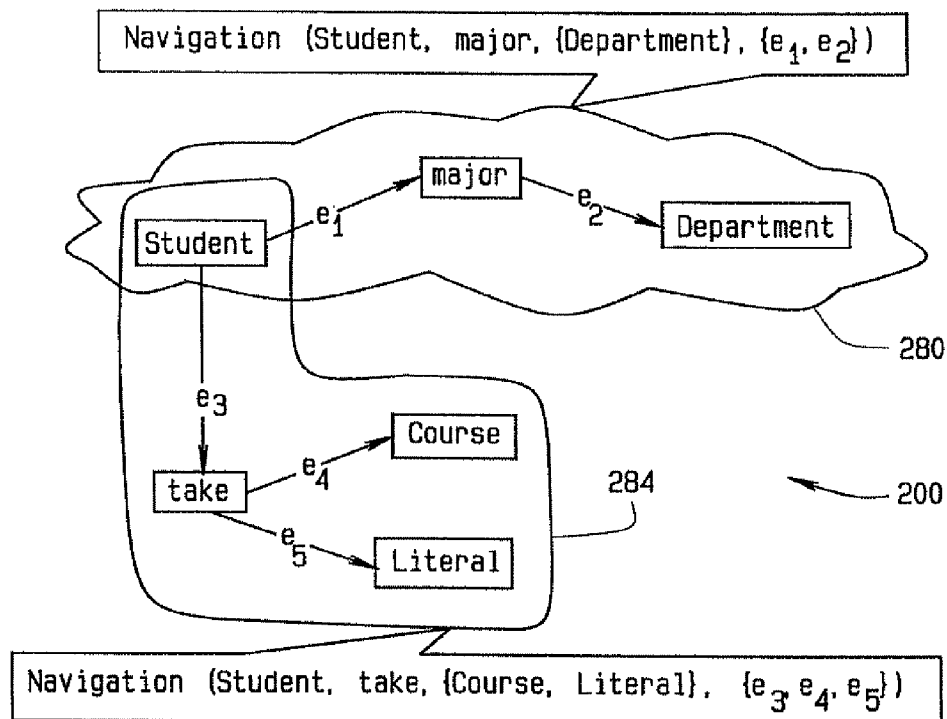 Navigation (Student, major, {Department}, {e1, e2})
major
e1
e2
Student
Department
280
e3
Course
take
e4
284
200
e5
Literal
Navigation (Student, take, {Course, Literal}, {e3, e4, e5})